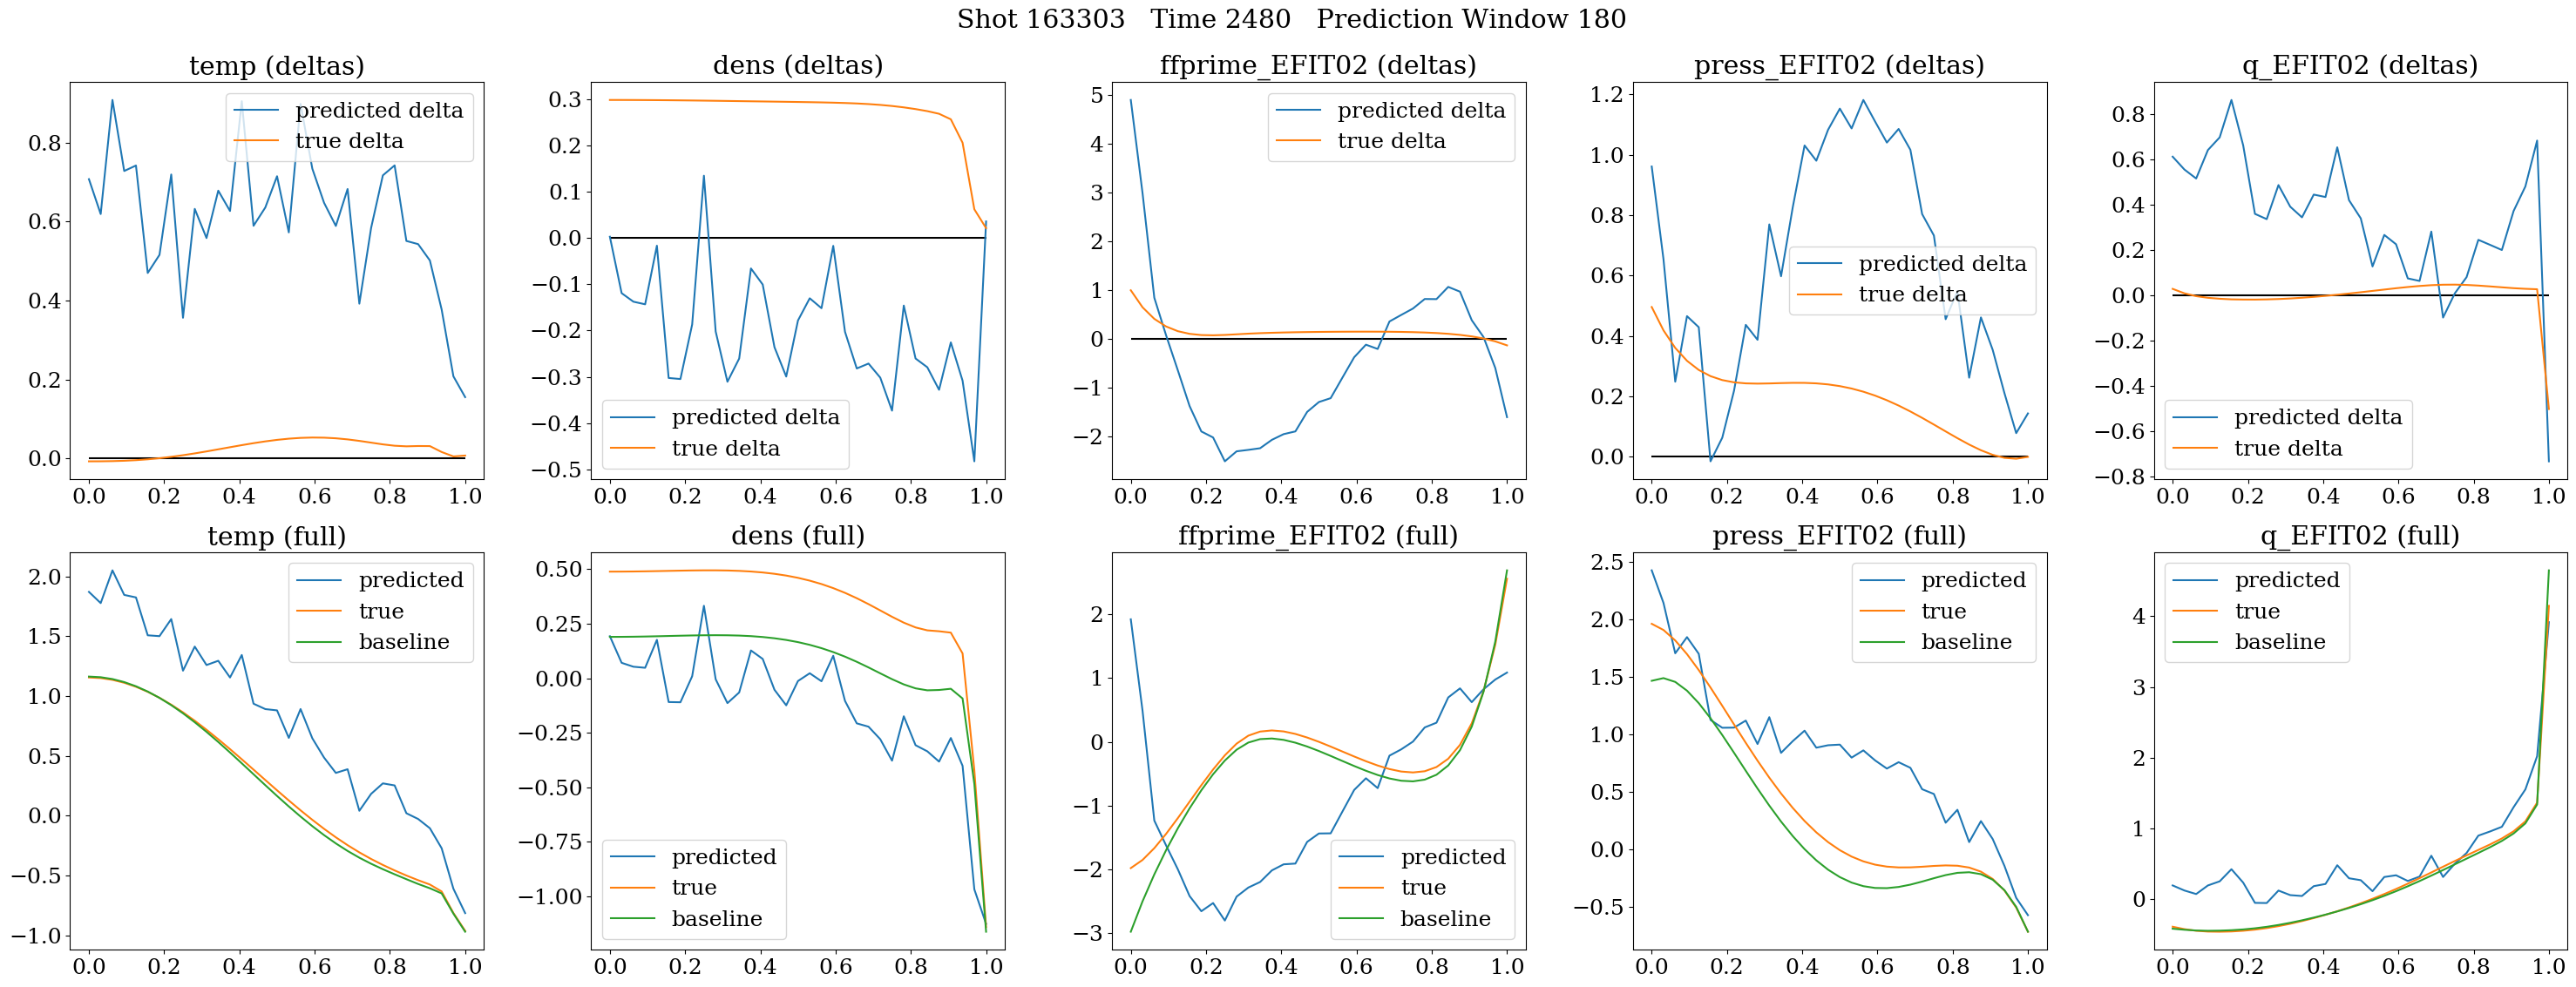 Shot 163303   Time 2480   Prediction Window 180
temp (deltas)
predicted delta
true delta
0.8
0.6
0.4
0.2
0.0
0.0 0.2 0.4 0.6 0.8 1.0
dens (deltas)
0.3
0.2
0.1
0.0
−0.1
−0.2
−0.3
−0.4
−0.5
predicted delta
true delta
0.0 0.2 0.4 0.6 0.8 1.0
ffprime_EFIT02 (deltas)
predicted delta
true delta
5
4
3
2
1
0
−1
−2
0.0 0.2 0.4 0.6 0.8 1.0
press_EFIT02 (deltas)
1.2
1.0
0.8
0.6
0.4
0.2
0.0
predicted delta
true delta
0.0 0.2 0.4 0.6 0.8 1.0
q_EFIT02 (deltas)
0.8
0.6
0.4
0.2
0.0
−0.2
−0.4
−0.6
−0.8
predicted delta
true delta
0.0 0.2 0.4 0.6 0.8 1.0
temp (full)
predicted
true
baseline
2.0
1.5
1.0
0.5
0.0
−0.5
−1.0
0.0 0.2 0.4 0.6 0.8 1.0
dens (full)
0.50
0.25
0.00
−0.25
−0.50
−0.75
−1.00
predicted
true
baseline
0.0 0.2 0.4 0.6 0.8 1.0
ffprime_EFIT02 (full)
2
1
0
−1
−2
−3
predicted
true
baseline
0.0 0.2 0.4 0.6 0.8 1.0
press_EFIT02 (full)
predicted
true
baseline
2.5
2.0
1.5
1.0
0.5
0.0
−0.5
0.0 0.2 0.4 0.6 0.8 1.0
q_EFIT02 (full)
predicted
true
baseline
4
3
2
1
0
0.0 0.2 0.4 0.6 0.8 1.0